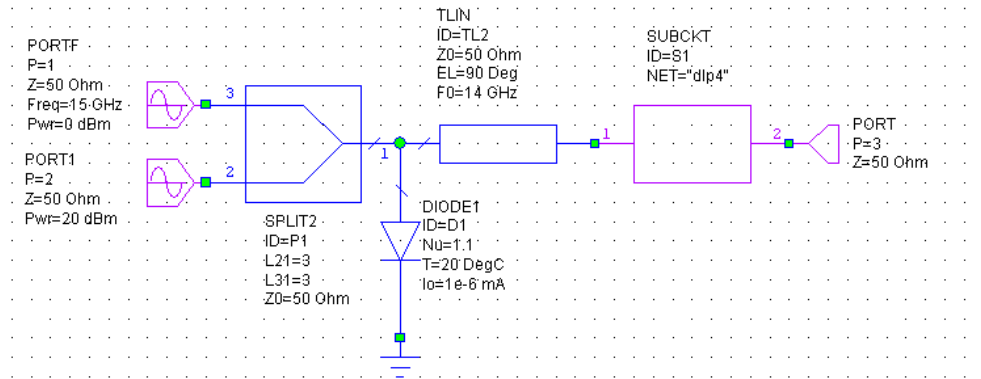 PORTF
P=1
Z=50 Ohm
Freq=15 GHz
Pwr=0 dBm
PORT1
P=2
Z=50 Ohm
Pwr=20 dBm
3
2
1
SPLIT2
ID=P1
L21=3
L31=3
Z0=50 Ohm
TLIN
ID=TL2
Z0=50 Ohm
EL=90 Deg
F0=14 GHz
DIODE1
ID=D1
Nu=1.1
T=20 DegC
Io=1e-6 mA
SUBCKT
ID=S1
NET="dlp4"
1
2
PORT
P=3
Z=50 Ohm